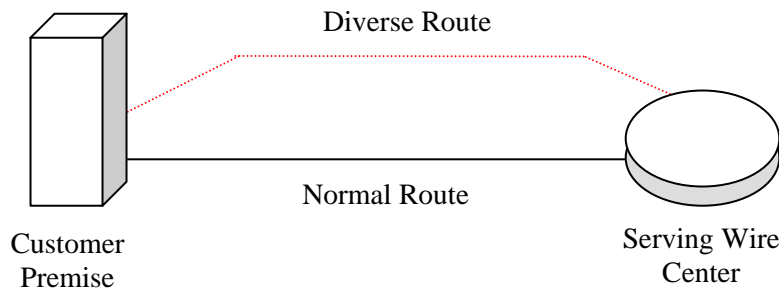 Diverse Route
Normal Route
Customer
Premise
Serving Wire
Center